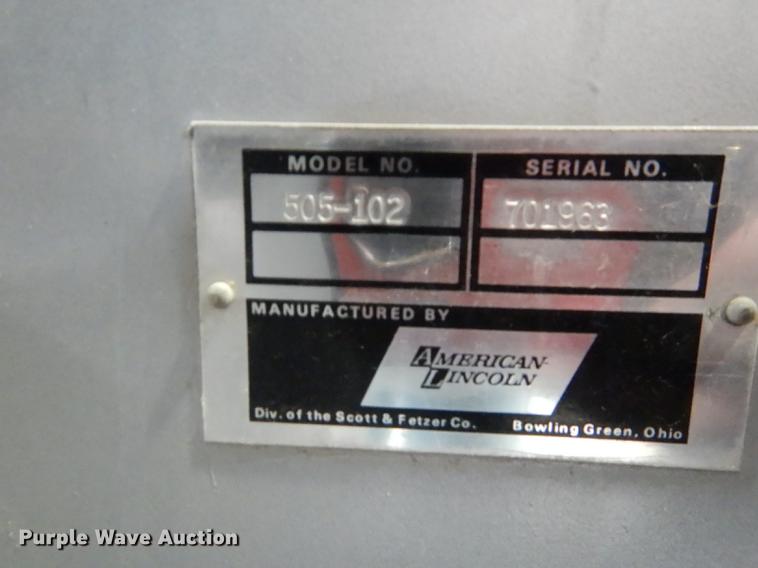 MODEL NO.
SERIAL NO.
505-102
701963
MANUFACTURED BY
AMERICAN-
LINCOLN
Div. of the Scott & Fetzer Co.
Bowling Green, Ohio
Purple Wave Auction